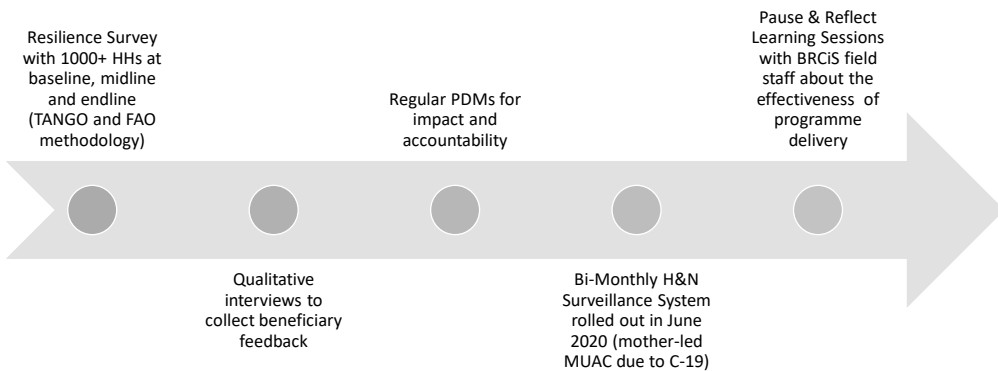 Resilience Survey
with 1000+ HHs at
baseline, midline
and endline
(TANGO and FAO
methodology)
Qualitative
interviews to
collect beneficiary
feedback
Regular PDMs for
impact and
accountability
Bi-Monthly H&N
Surveillance System
rolled out in June
2020 (mother-led
MUAC due to C-19)
Pause & Reflect
Learning Sessions
with BRCiS field
staff about the
effectiveness of
programme
delivery